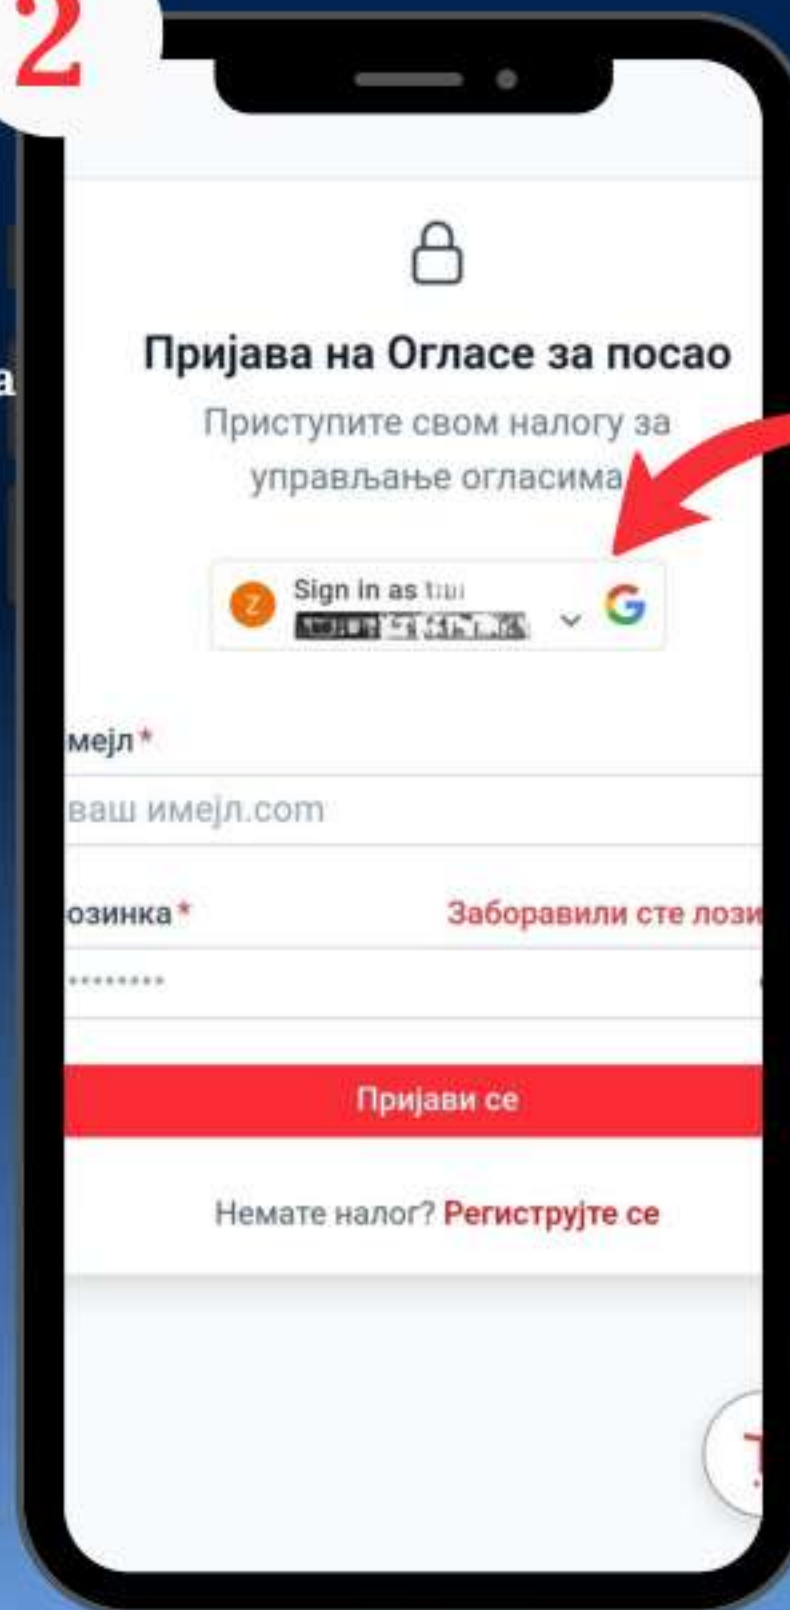 2
а
Пријава на Огласе за посао
Приступите свом налогу за
управљање огласима
Z
Sign in as
мејл *
ваш имејл.com
озинка * Заборавили сте лози
Пријави се
Немате налог? Региструјте се